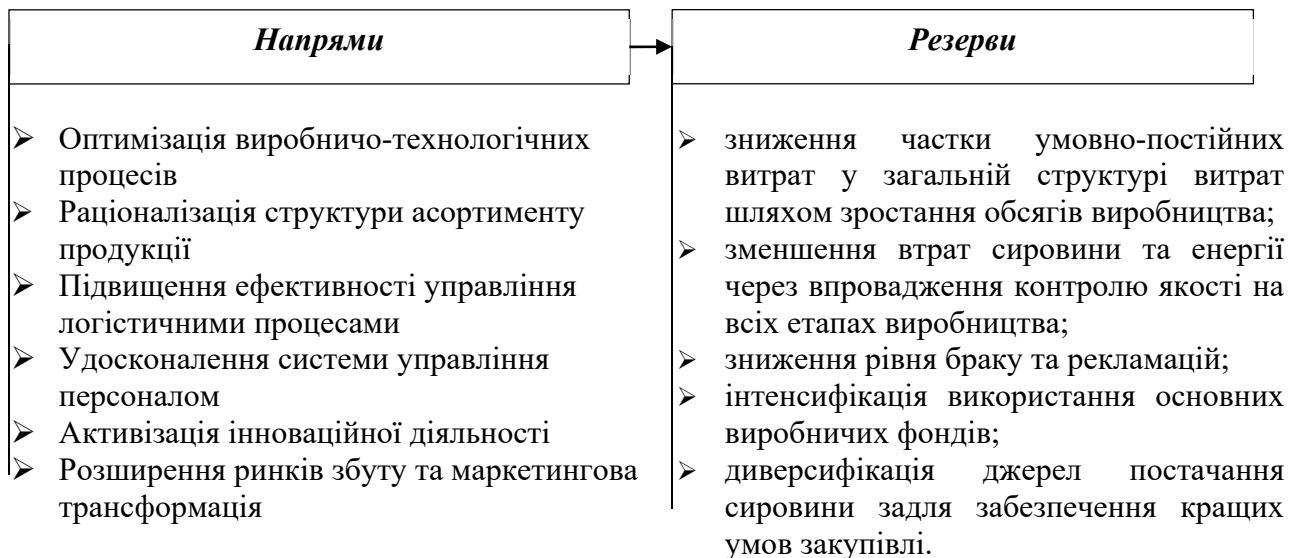 Напрями
Оптимізація виробничо-технологічних
процесів
Раціоналізація структури асортименту
продукції
Підвищення ефективності управління
логістичними процесами
Удосконалення системи управління
персоналом
Активізація інноваційної діяльності
Розширення ринків збуту та маркетингова
трансформація
Резерви
зниження частки умовно-постійних
витрат у загальній структурі витрат
шляхом зростання обсягів виробництва;
зменшення втрат сировини та енергії
через впровадження контролю якості на
всіх етапах виробництва;
зниження рівня браку та рекламацій;
інтенсифікація використання основних
виробничих фондів;
диверсифікація джерел постачання
сировини задля забезпечення кращих
умов закупівлі.